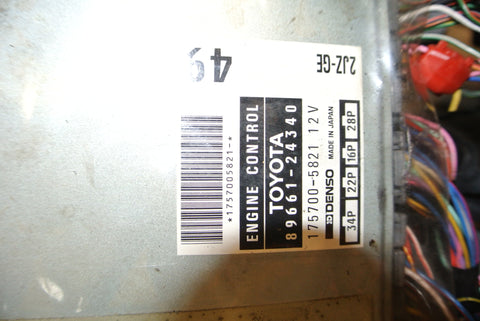 49
2JZ-GE
ENGINE CONTROL
TOYOTA
89661-24340
175700-5821 12V
DENSO MADE IN JAPAN
34P 22P 16P 28P
*1757005821-*